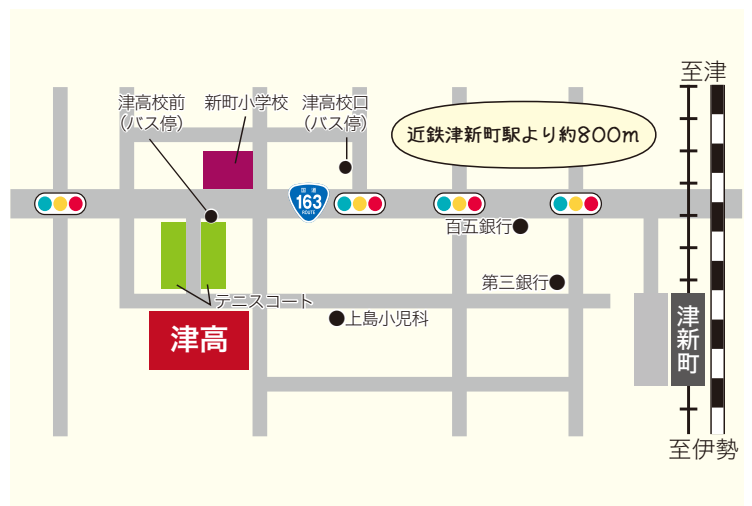 至津
津高校前
(バス停)
新町小学校
津高校口
(バス停)
近鉄津新町駅より約800m
国道
163
ROUTE
百五銀行
第三銀行
テニスコート
上島小児科
津高
津新町
至伊勢